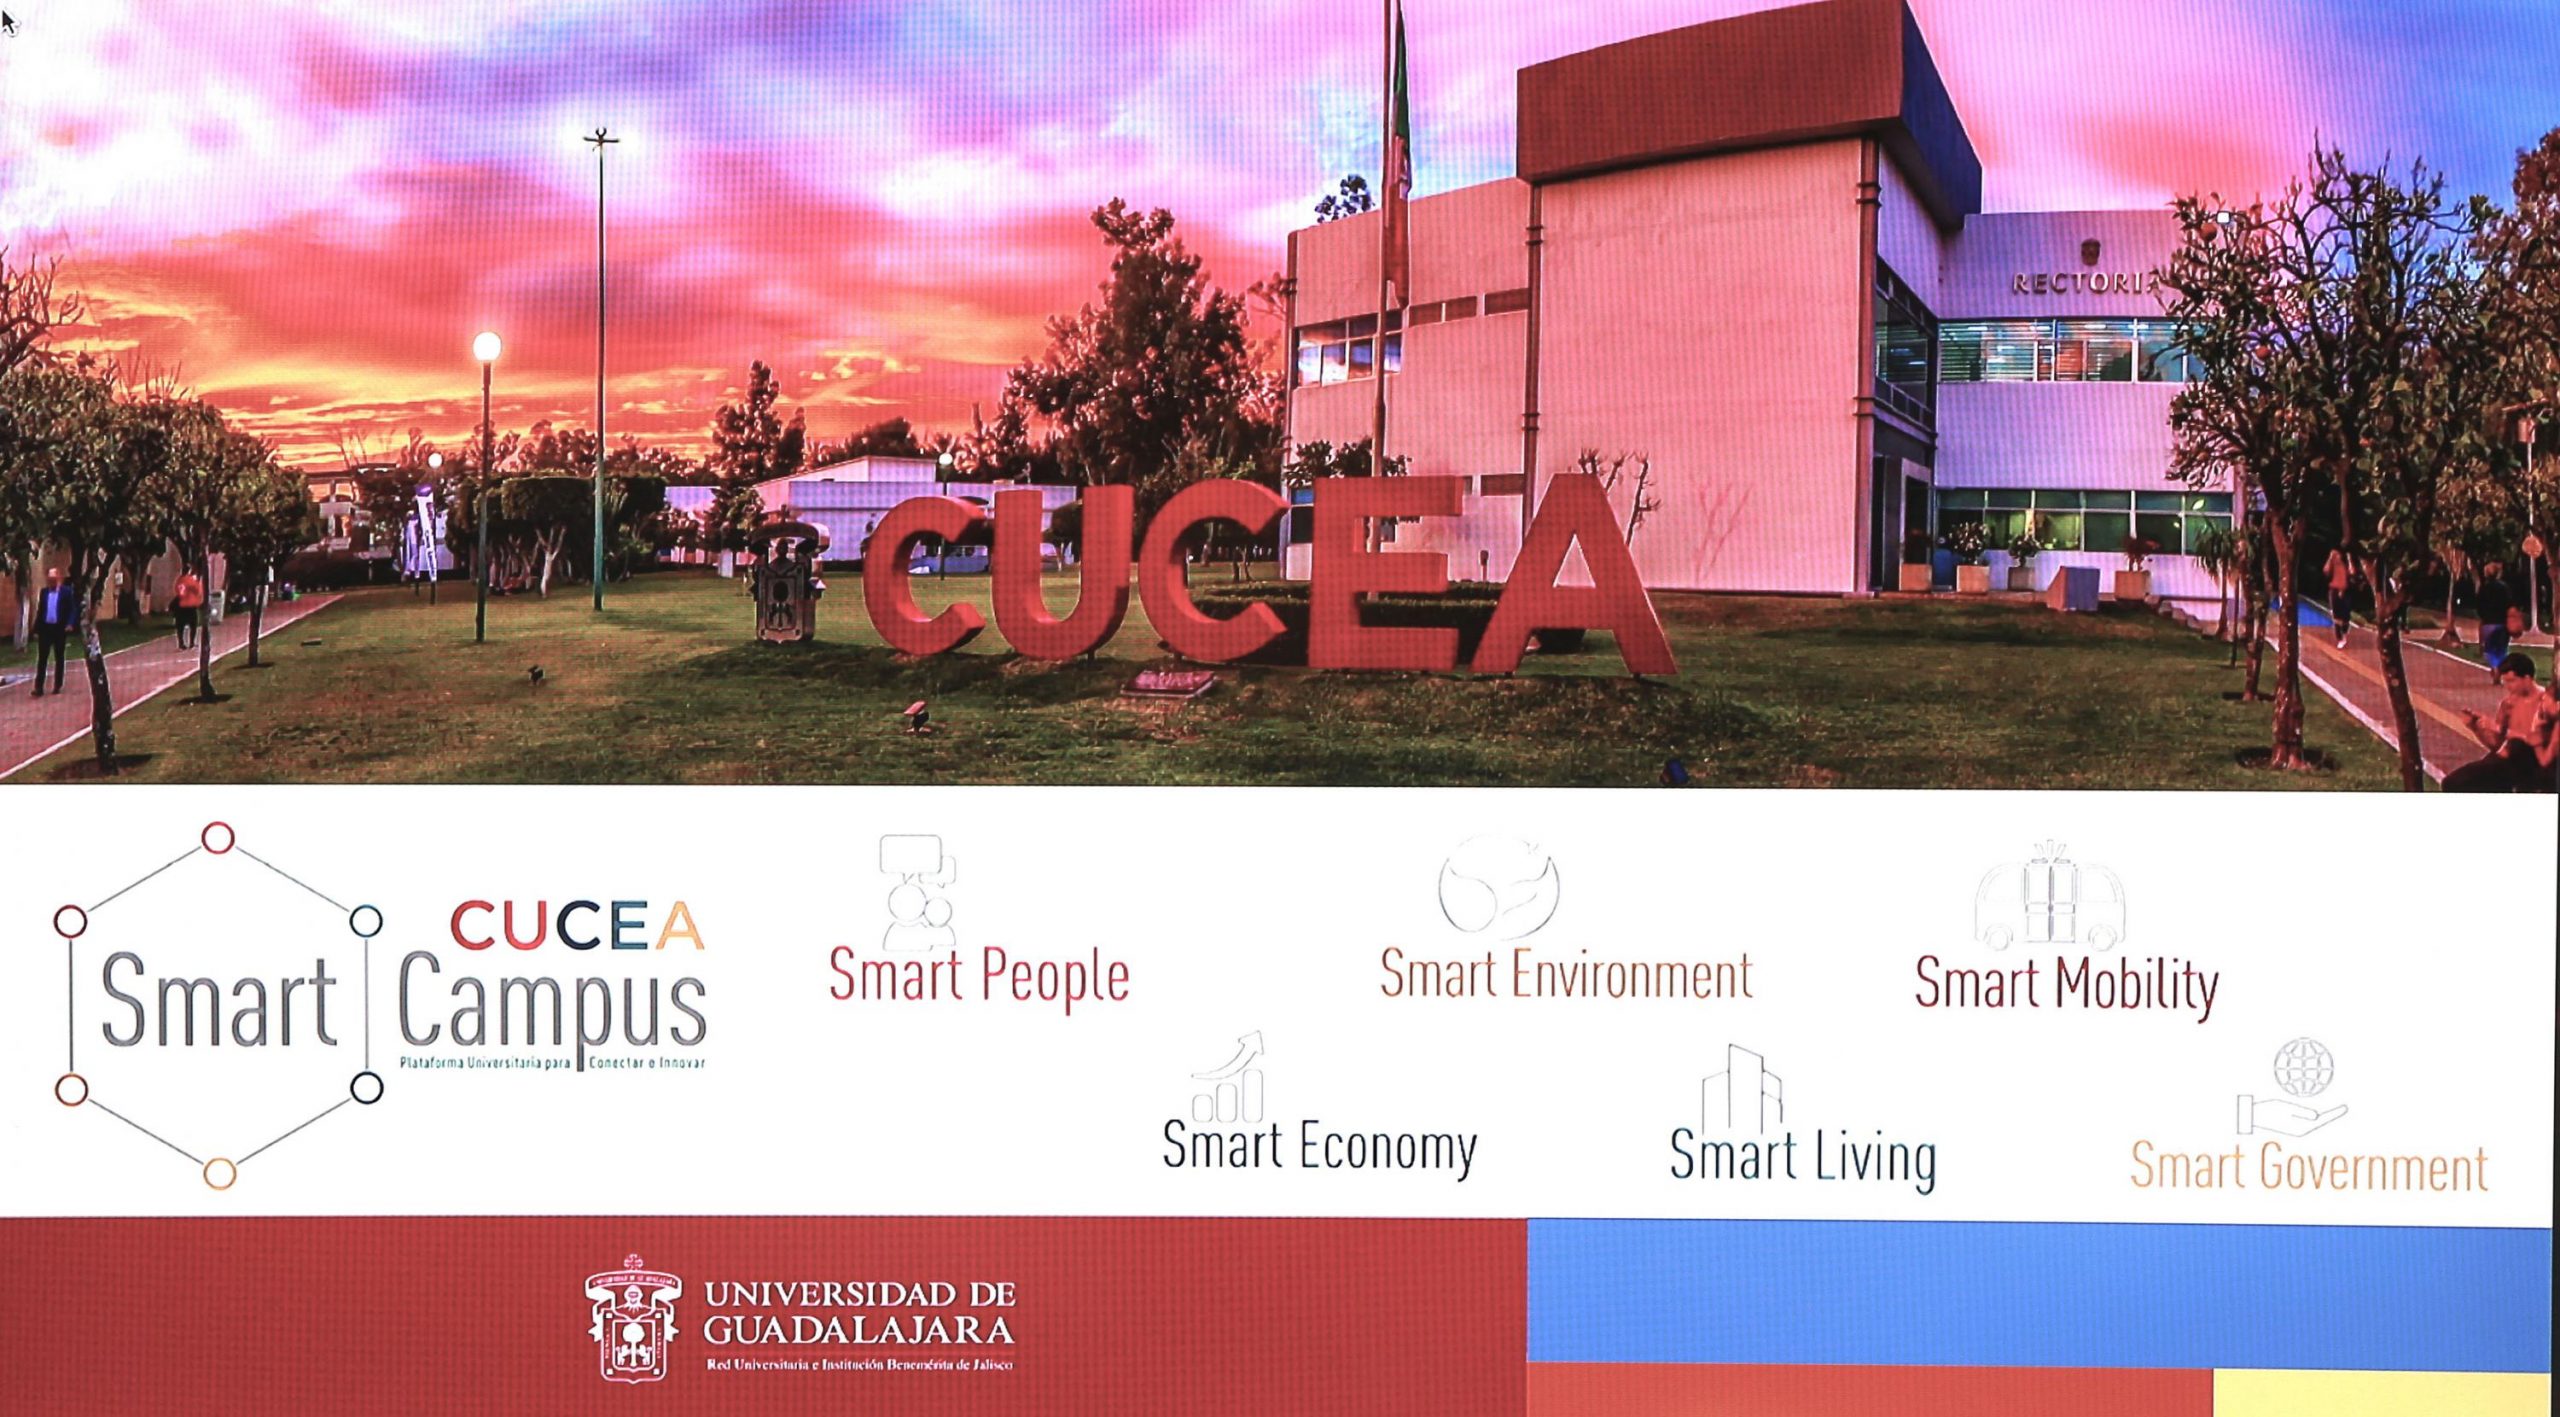 RECTORIA
CUCEA
CUCEA
Smart Campus
Plataforma Universitaria para Conectar e Innovar
Smart People
Smart Environment
Smart Mobility
Smart Economy
Smart Living
Smart Government
UNIVERSIDAD DE
GUADALAJARA
Red Universitaria e Institución Benemérita de Jalisco